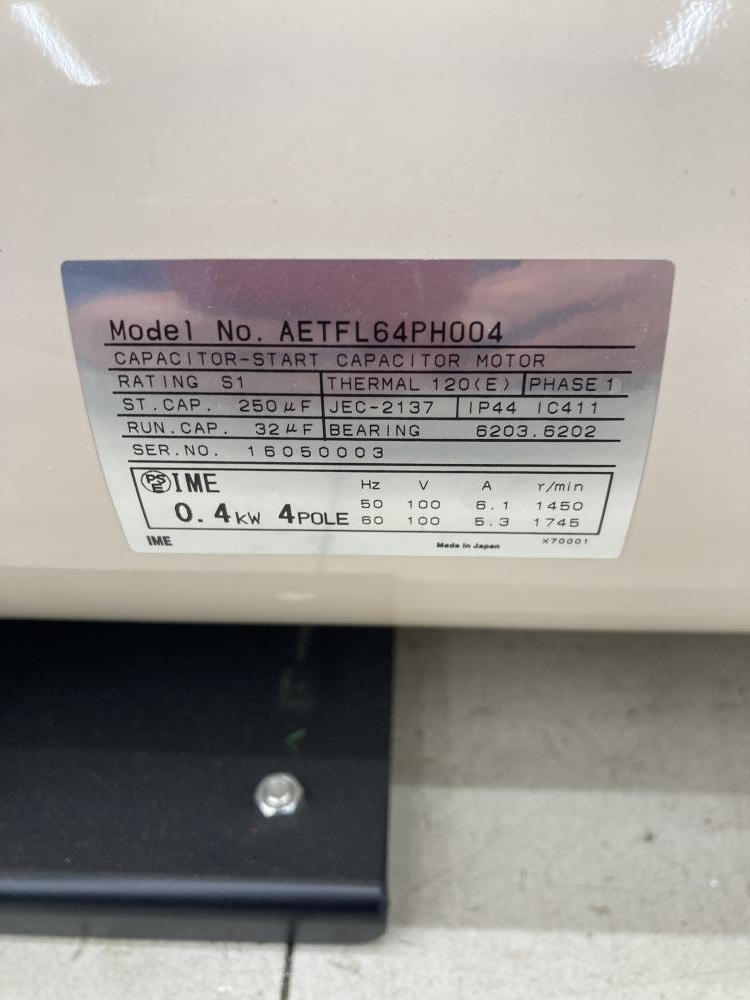 Model No. AETFL64PH004
CAPACITOR-START CAPACITOR MOTOR
RATING S1 THERMAL 120(E) PHASE 1
ST.CAP. 250μF JEC-2137 IP44 IC411
RUN.CAP. 32μF BEARING 6203.6202
SER.NO. 16050003
PSE IME Hz V A r/min
0.4kW 4POLE 50 100 6.1 1450
60 100 5.3 1745
IME Made in Japan X70001